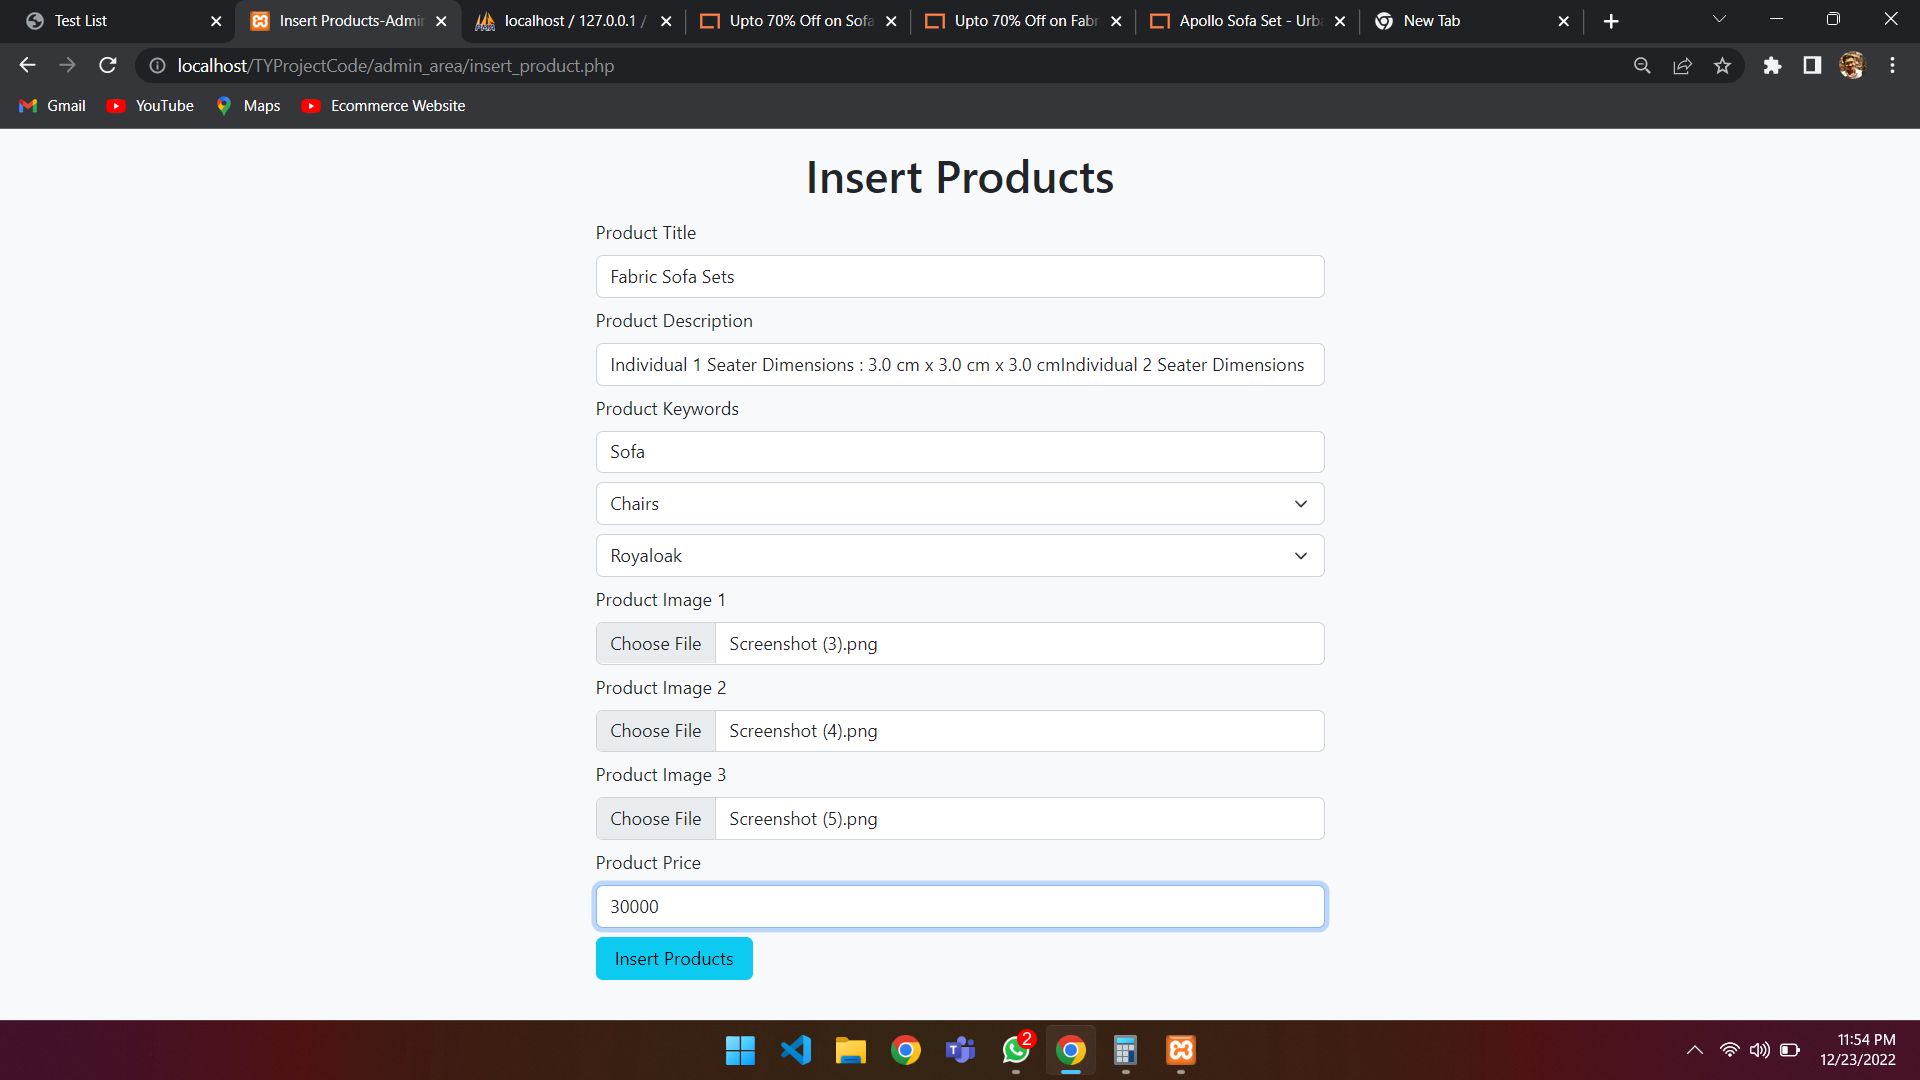 Test List
Insert Products-Admi
localhost / 127.0.0.1 /
Upto 70% Off on Sofa
Upto 70% Off on Fabr
Apollo Sofa Set - Urba
New Tab
localhost/TYProjectCode/admin_area/insert_product.php
Gmail
YouTube
Maps
Ecommerce Website
Insert Products
Product Title
Fabric Sofa Sets
Product Description
Individual 1 Seater Dimensions : 3.0 cm x 3.0 cm x 3.0 cmIndividual 2 Seater Dimensions
Product Keywords
Sofa
Chairs
Royaloak
Product Image 1
Choose File Screenshot (3).png
Product Image 2
Choose File Screenshot (4).png
Product Image 3
Choose File Screenshot (5).png
Product Price
30000
Insert Products
2
11:54 PM
12/23/2022